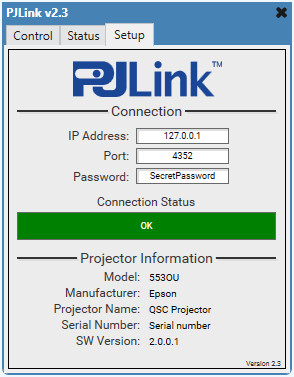 PJLink v2.3
Control Status Setup
PJLink™
Connection
IP Address: 127.0.0.1
Port: 4352
Password: SecretPassword
Connection Status
OK
Projector Information
Model: 5530U
Manufacturer: Epson
Projector Name: QSC Projector
Serial Number: Serial number
SW Version: 2.0.0.1
Version 2.3